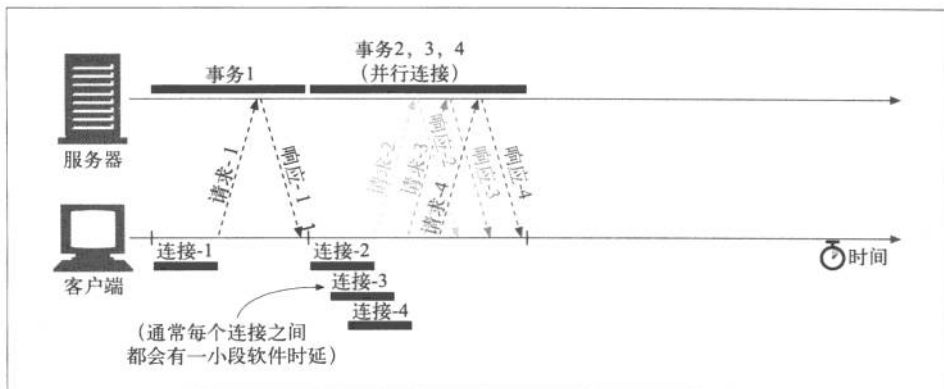 事务1
事务2, 3, 4
（并行连接）
服务器
请求-1
响应-1
请求-2
请求-3
请求-4
响应-2
响应-3
响应-4
客户端
连接-1
连接-2
连接-3
连接-4
时间
（通常每个连接之间
都会有一小段软件时延）